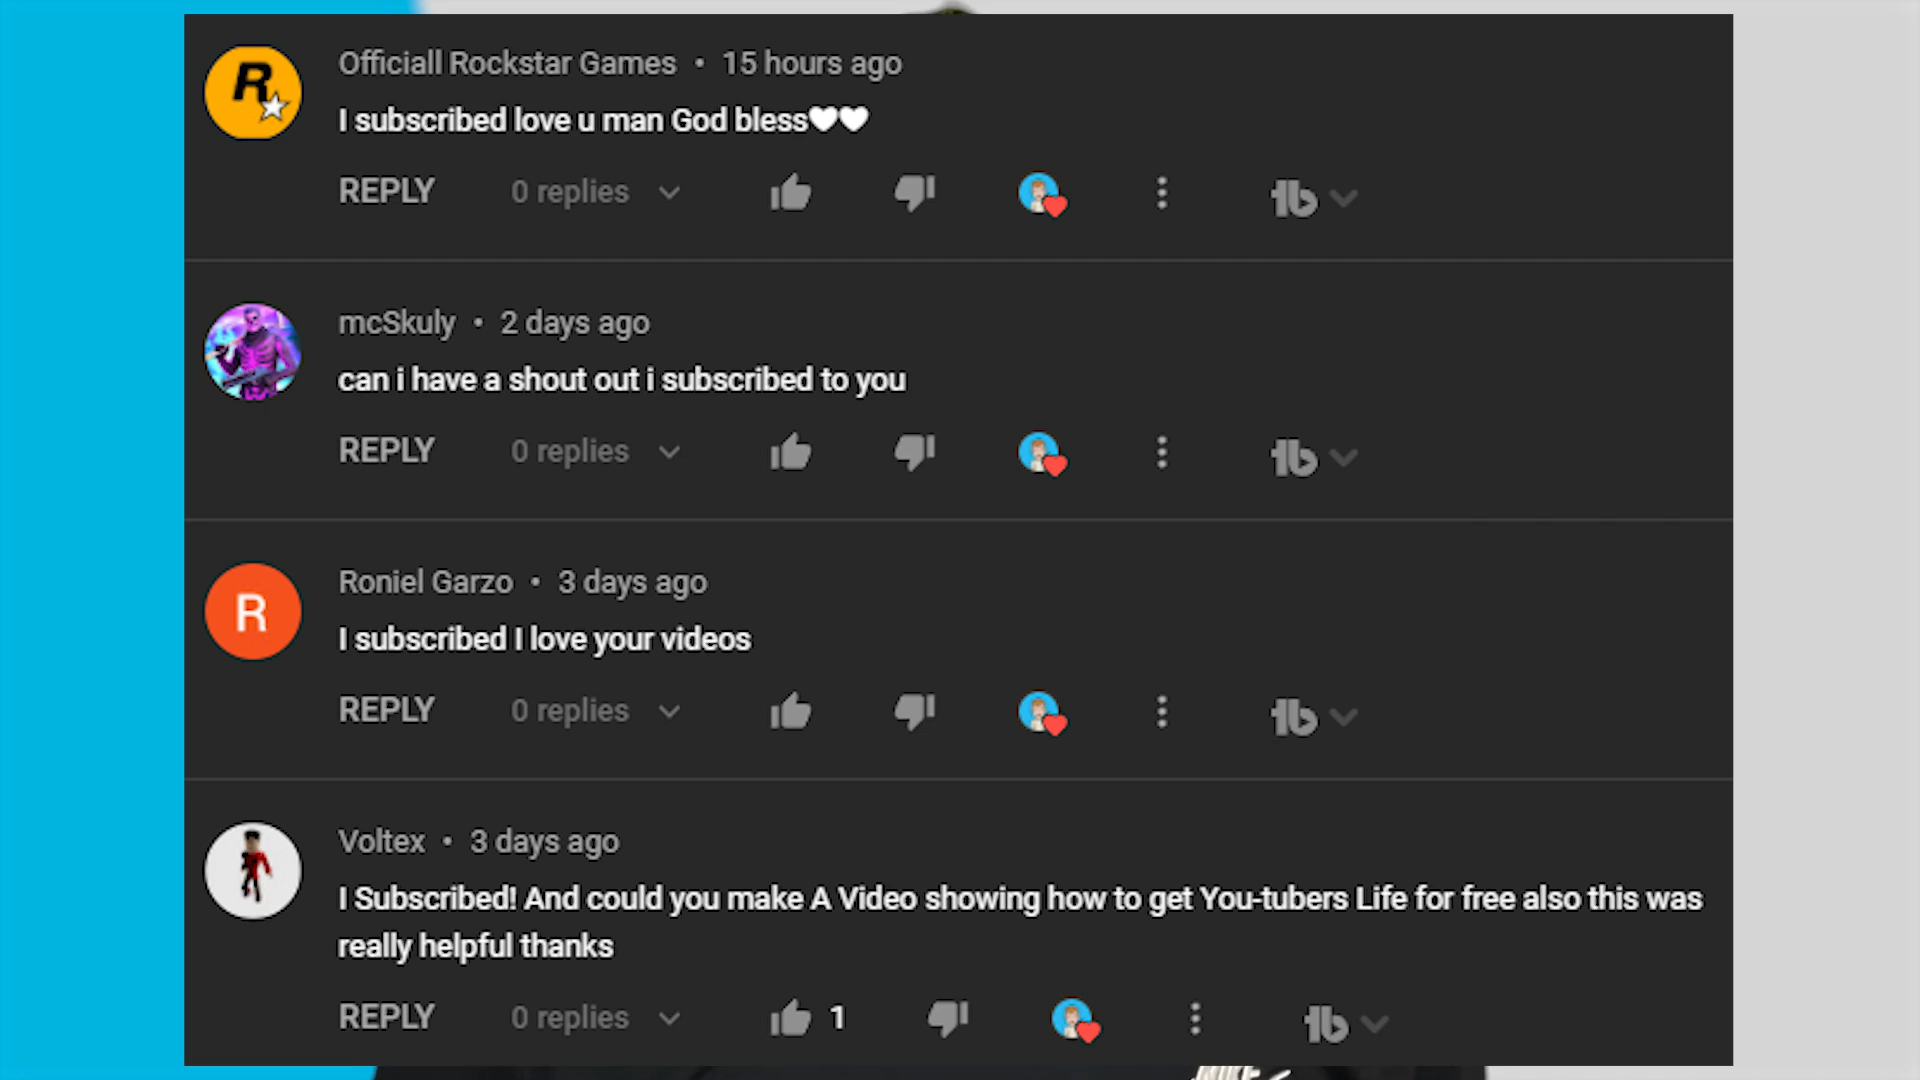 Officiall Rockstar Games • 15 hours ago
I subscribed love u man God bless🤍🤍
REPLY 0 replies
mcSkuly • 2 days ago
can i have a shout out i subscribed to you
REPLY 0 replies
R
Roniel Garzo • 3 days ago
I subscribed I love your videos
REPLY 0 replies
Voltex • 3 days ago
I Subscribed! And could you make A Video showing how to get You-tubers Life for free also this was
really helpful thanks
REPLY 0 replies 1